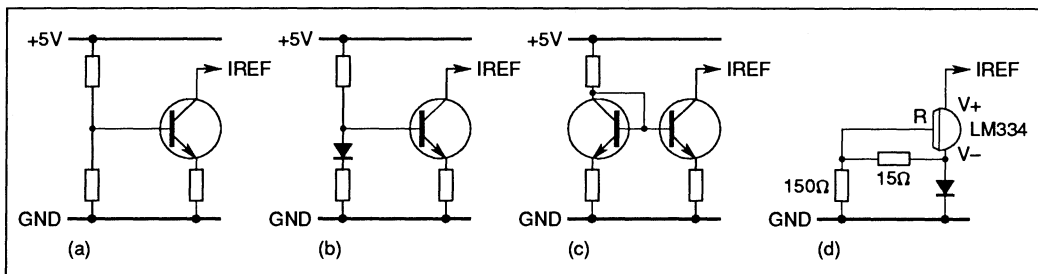 +5V
IREF
GND
(a)
+5V
IREF
GND
(b)
+5V
IREF
GND
(c)
IREF
V+
R
LM334
V−
15Ω
150Ω
GND
(d)